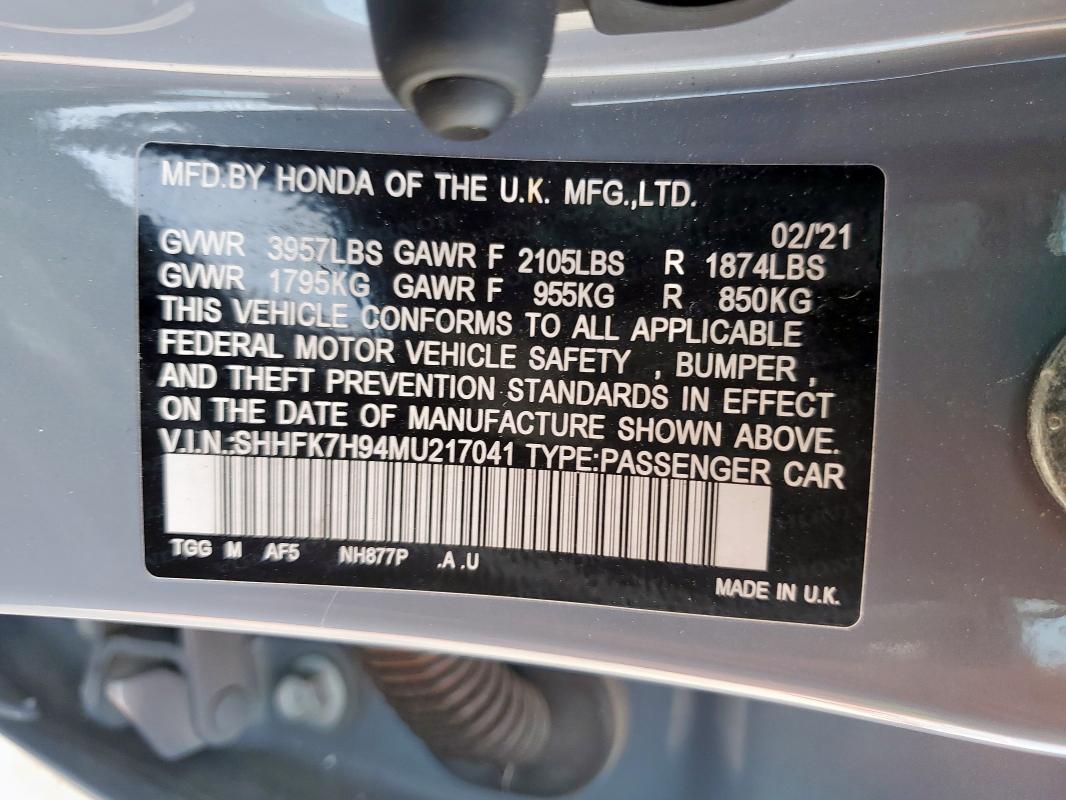 MFD.BY HONDA OF THE U.K. MFG.,LTD.
02/'21
GVWR 3957LBS GAWR F 2105LBS R 1874LBS
GVWR 1795KG GAWR F 955KG R 850KG
THIS VEHICLE CONFORMS TO ALL APPLICABLE
FEDERAL MOTOR VEHICLE SAFETY , BUMPER ,
AND THEFT PREVENTION STANDARDS IN EFFECT
ON THE DATE OF MANUFACTURE SHOWN ABOVE.
V.I.N.:SHHFK7H94MU217041 TYPE:PASSENGER CAR
TGG M AF5 NH877P .A .U
MADE IN U.K.